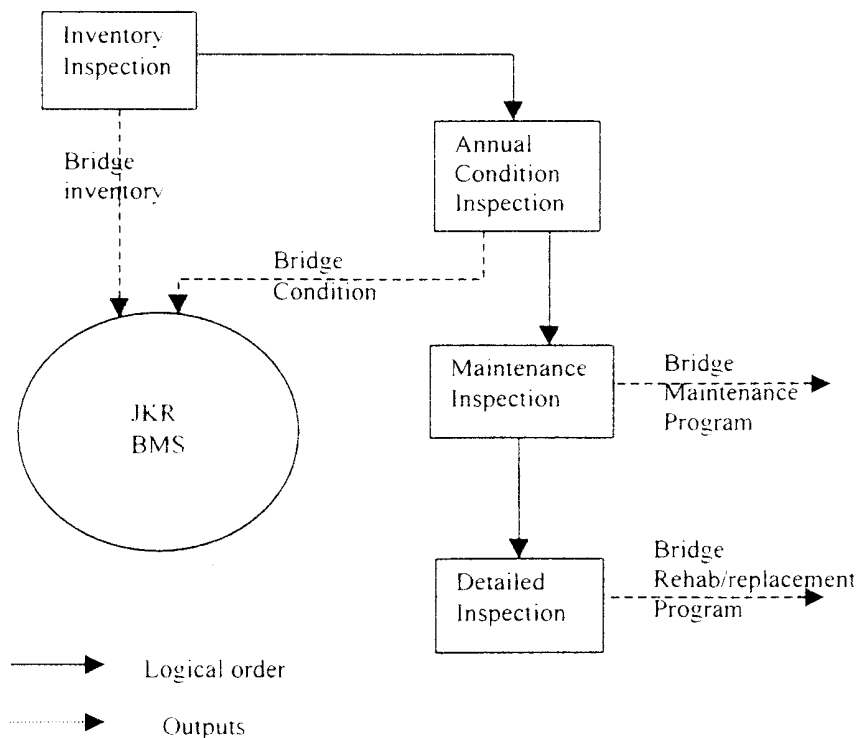 Inventory
Inspection
Annual
Condition
Inspection
Bridge
inventory
Bridge
Condition
Maintenance
Inspection
Bridge
Maintenance
Program
JKR
BMS
Detailed
Inspection
Bridge
Rehab/replacement
Program
Logical order
Outputs